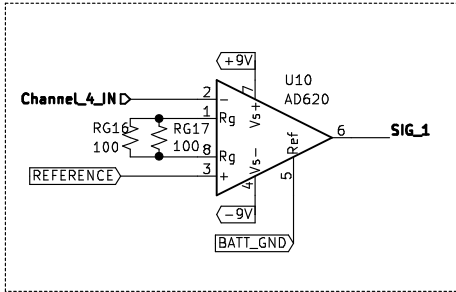 +9V
U10
AD620
7
Vs+
Channel_4_IN
2
-
1
Rg
RG16
100
RG17
100
6
SIG_1
Ref
8
Rg
REFERENCE
3
+
Vs-
4
5
-9V
BATT_GND